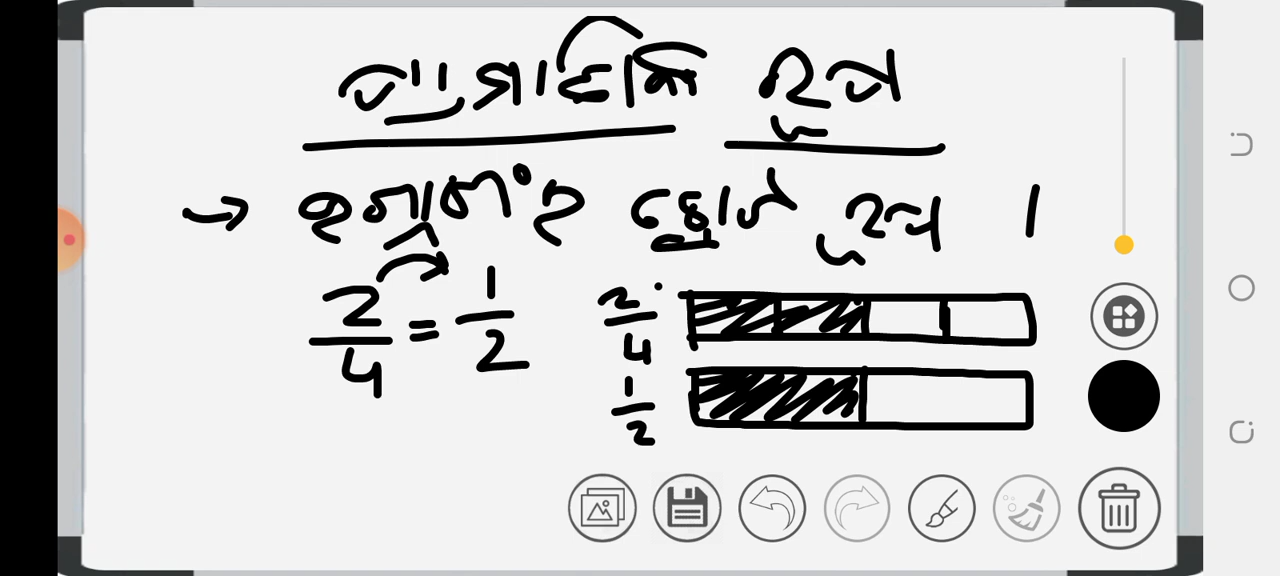 ରୂପ
→ ଭଗ୍ନାଂଶର ଛୋଟ ରୂପ ।
2/4 = 1/2
2/4
1/2